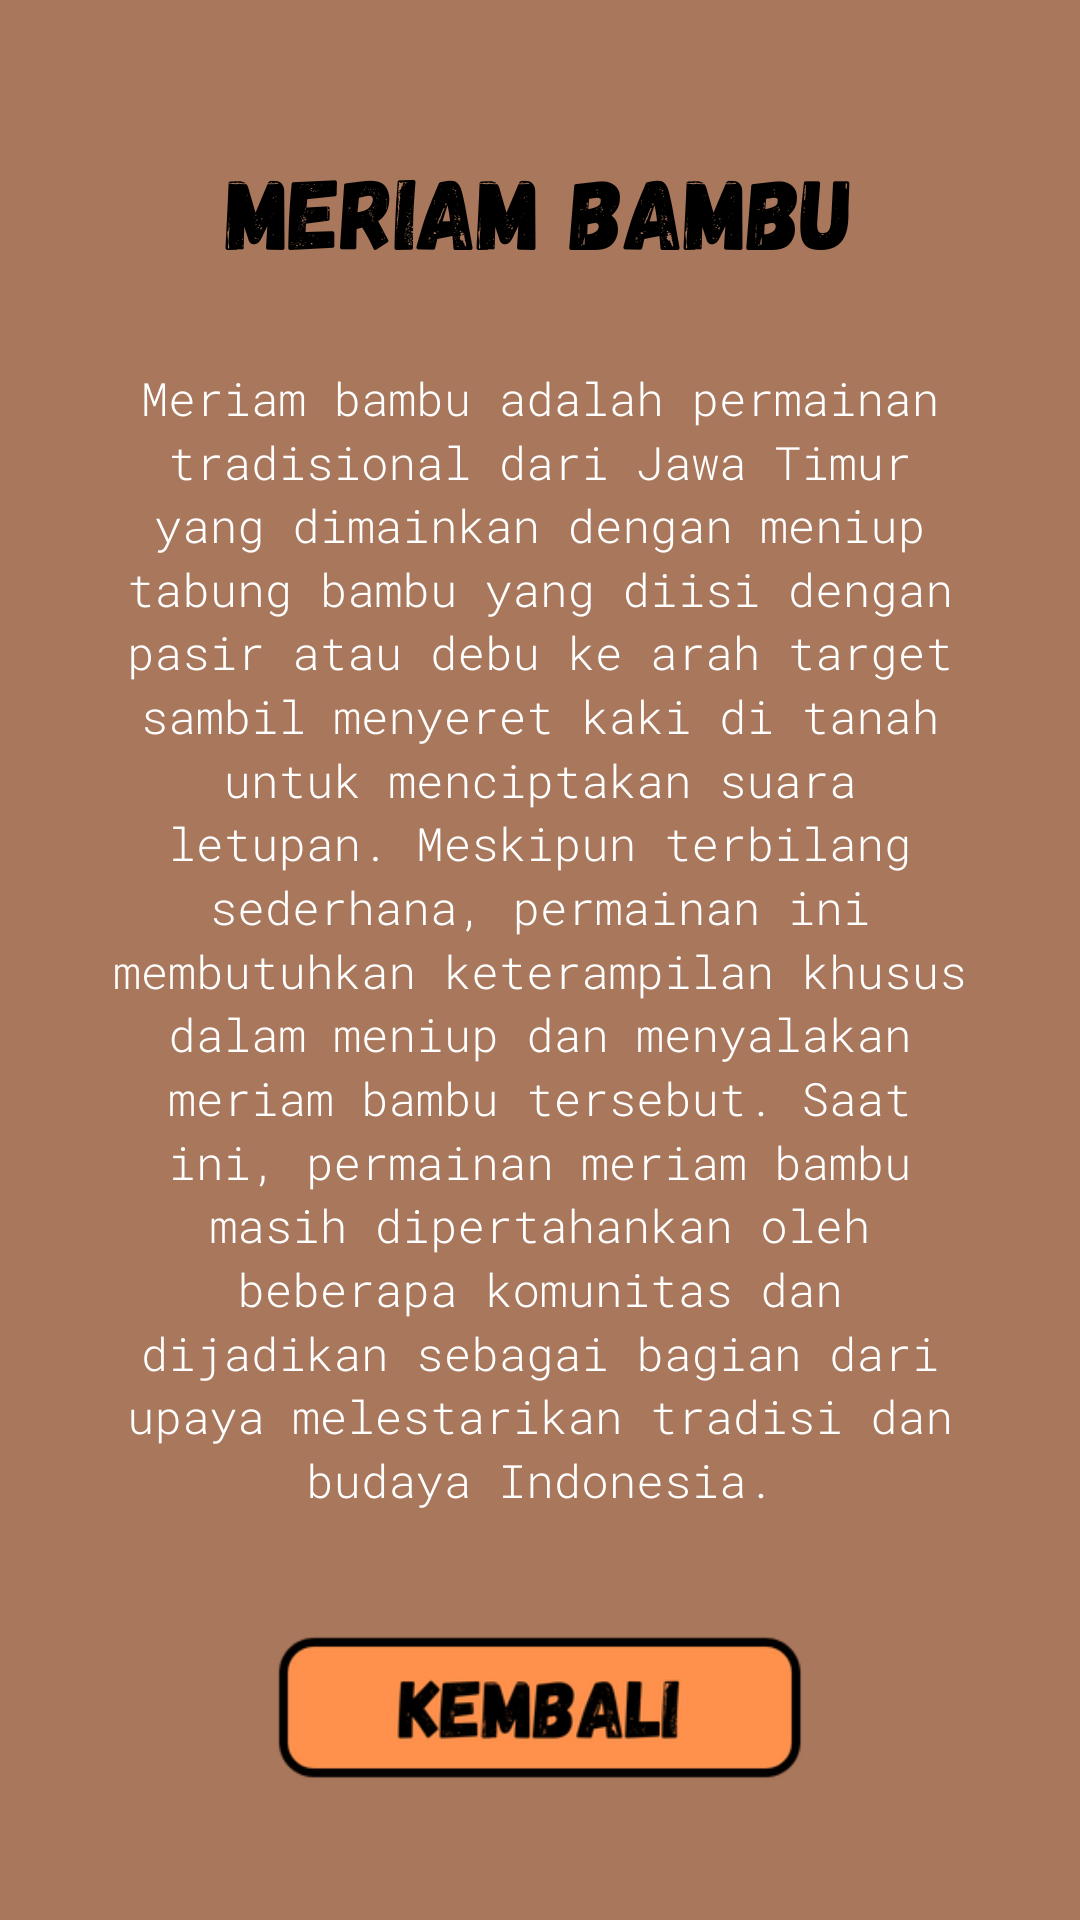 MERIAM BAMBU
Meriam bambu adalah permainan
tradisional dari Jawa Timur
yang dimainkan dengan meniup
tabung bambu yang diisi dengan
pasir atau debu ke arah target
sambil menyeret kaki di tanah
untuk menciptakan suara
letupan. Meskipun terbilang
sederhana, permainan ini
membutuhkan keterampilan khusus
dalam meniup dan menyalakan
meriam bambu tersebut. Saat
ini, permainan meriam bambu
masih dipertahankan oleh
beberapa komunitas dan
dijadikan sebagai bagian dari
upaya melestarikan tradisi dan
budaya Indonesia.
KEMBALI